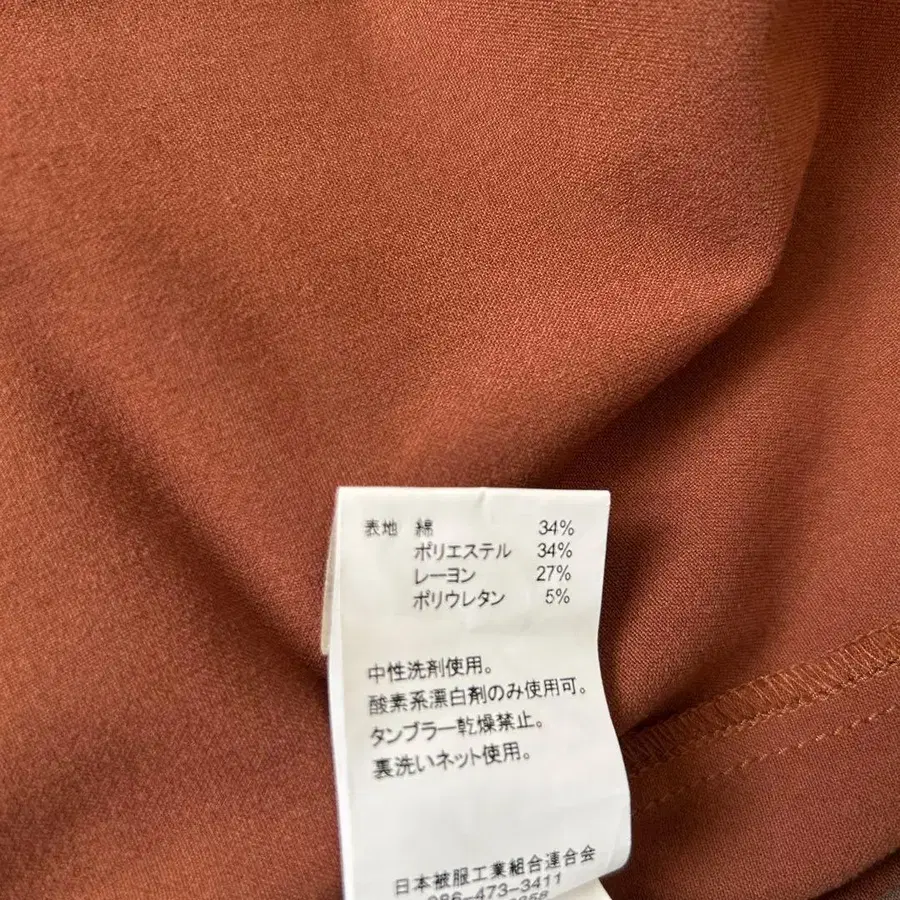 表地 綿 34%
ポリエステル 34%
レーヨン 27%
ポリウレタン 5%
中性洗剤使用。
酸素系漂白剤のみ使用可。
タンブラー乾燥禁止。
裏洗いネット使用。
日本被服工業組合連合会
086-473-3411